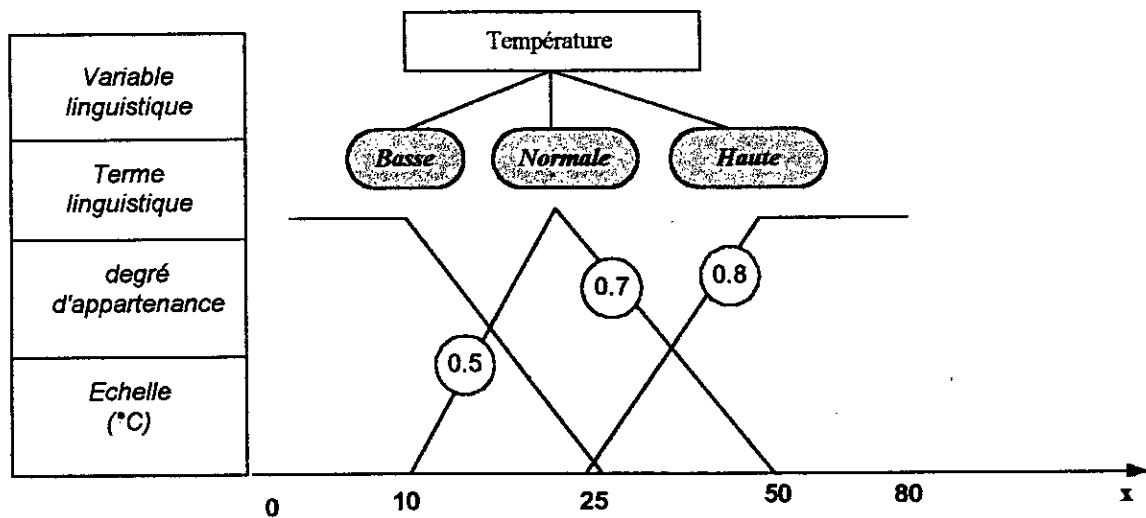 Température
Variable
linguistique
Basse
Normale
Haute
Terme
linguistique
degré
d'appartenance
0.8
0.7
0.5
Echelle
(°C)
0
10
25
50
80
x